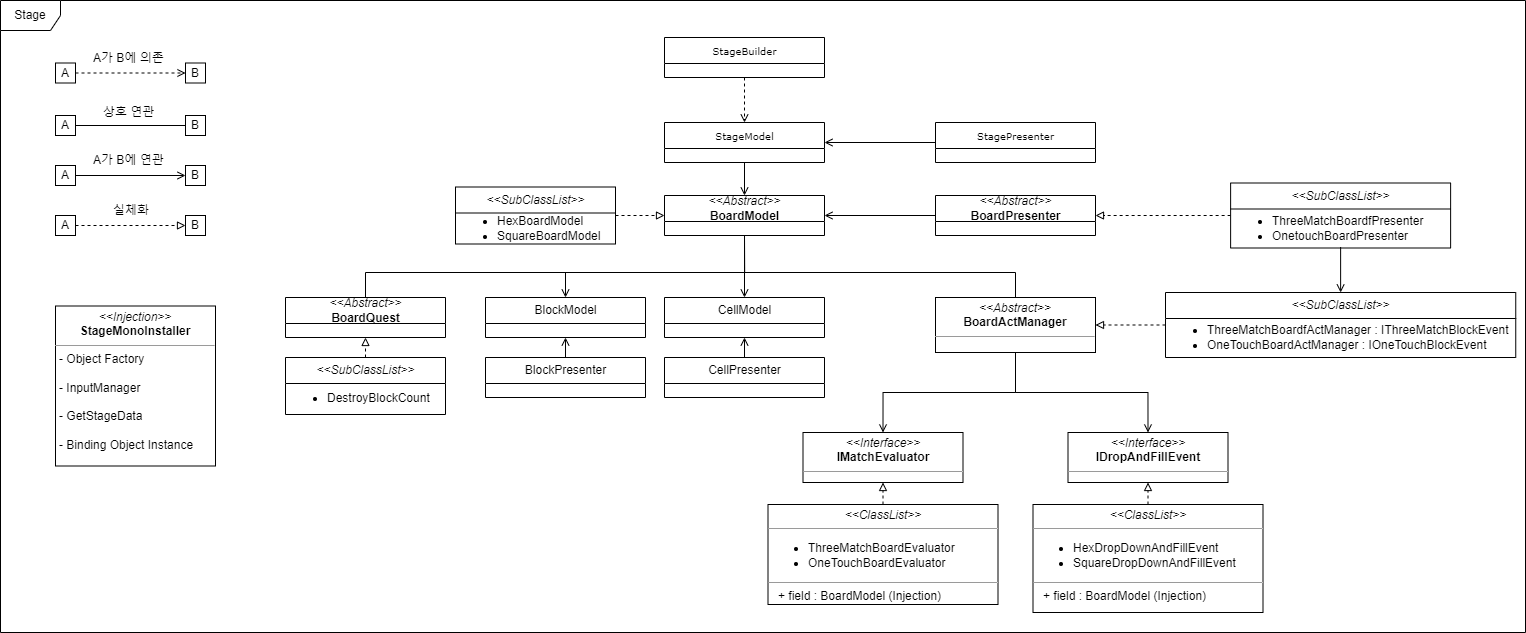 Stage
A가 B에 의존
A
B
상호 연관
A
B
A가 B에 연관
A
B
실체화
A
B
StageBuilder
StageModel
StagePresenter
<<SubClassList>>
HexBoardModel
SquareBoardModel
<<Abstract>>
BoardModel
<<Abstract>>
BoardPresenter
<<SubClassList>>
ThreeMatchBoardfPresenter
OnetouchBoardPresenter
<<Injection>>
StageMonoInstaller
- Object Factory
- InputManager
- GetStageData
- Binding Object Instance
<<Abstract>>
BoardQuest
<<SubClassList>>
DestroyBlockCount
BlockModel
BlockPresenter
CellModel
CellPresenter
<<Abstract>>
BoardActManager
<<SubClassList>>
ThreeMatchBoardfActManager : IThreeMatchBlockEvent
OneTouchBoardActManager : IOneTouchBlockEvent
<<Interface>>
IMatchEvaluator
<<ClassList>>
ThreeMatchBoardEvaluator
OneTouchBoardEvaluator
+ field : BoardModel (Injection)
<<Interface>>
IDropAndFillEvent
<<ClassList>>
HexDropDownAndFillEvent
SquareDropDownAndFillEvent
+ field : BoardModel (Injection)